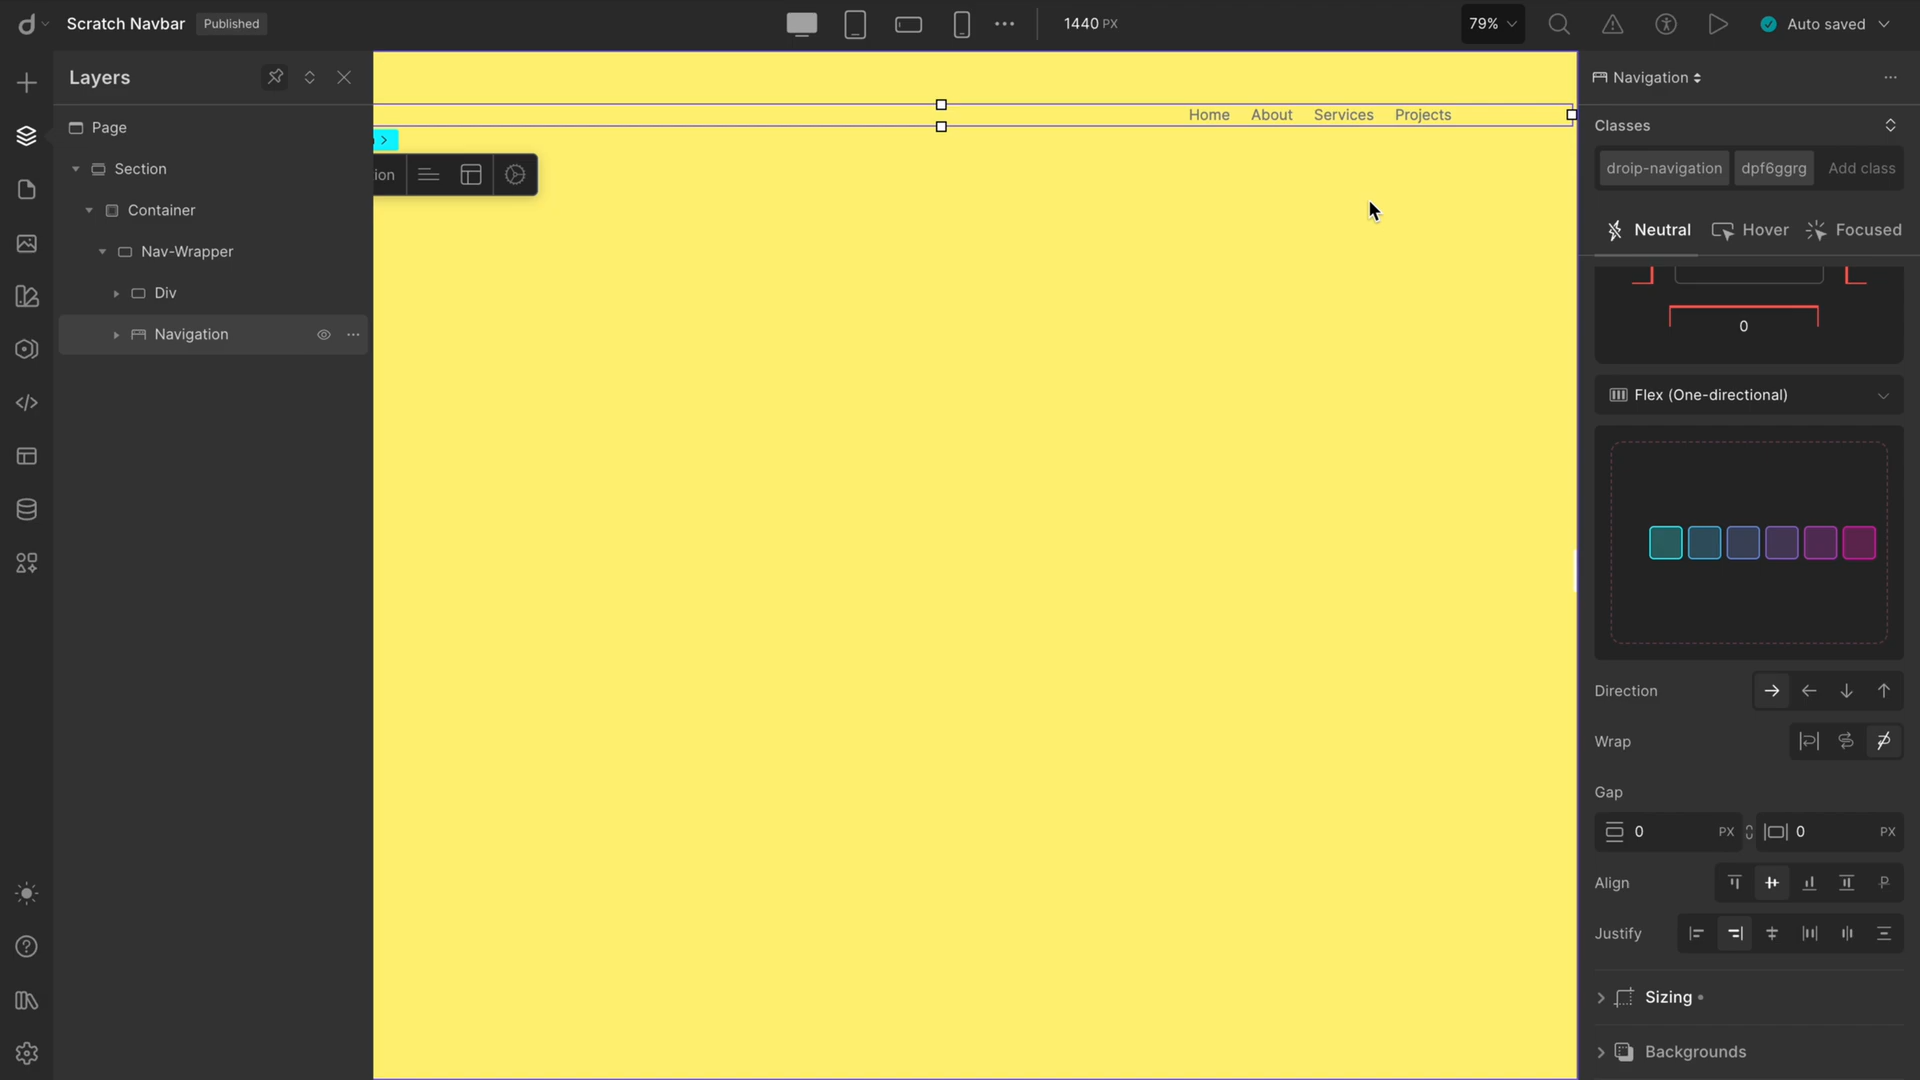 Scratch Navbar Published 1440 PX 79% Auto saved
Layers
Page
Section
Container
Nav-Wrapper
Div
Navigation
Home About Services Projects
ion
Navigation
Classes
droip-navigation dpf6ggrg Add class
Neutral Hover Focused
0
Flex (One-directional)
Direction
Wrap
Gap
0 PX 0 PX
Align
Justify
Sizing
Backgrounds